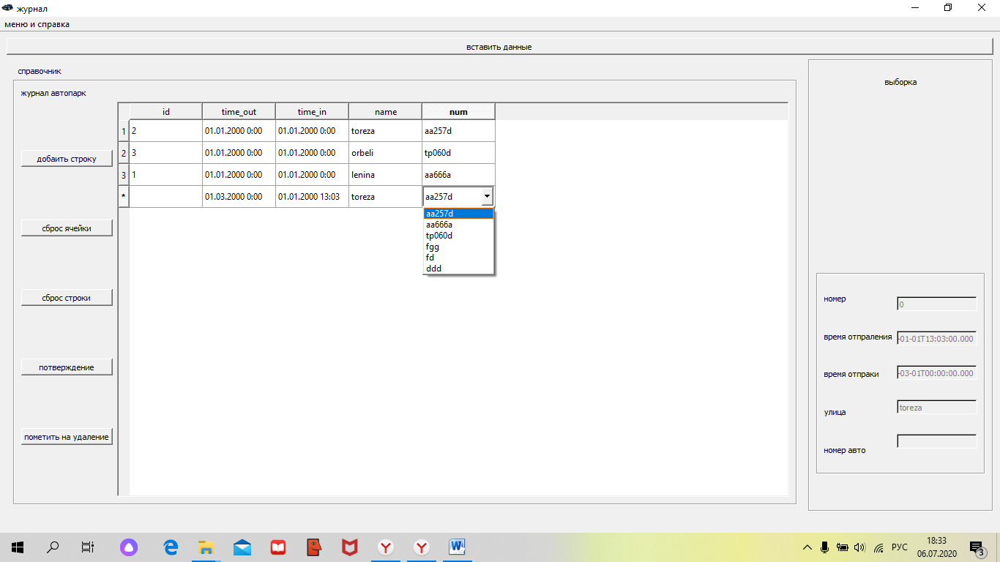 журнал
меню и справка
вставить данные
справочник
журнал автопарк
добаить строку
сброс ячейки
сброс строки
потверждение
пометить на удаление
id time_out time_in name num
1 2 01.01.2000 0:00 01.01.2000 0:00 toreza aa257d
2 3 01.01.2000 0:00 01.01.2000 0:00 orbeli tp060d
3 1 01.01.2000 0:00 01.01.2000 0:00 lenina aa666a
* 01.03.2000 0:00 01.01.2000 13:03 toreza aa257d
aa257d
aa666a
tp060d
fgg
fd
ddd
выборка
номер 0
время отпраления -01-01T13:03:00.000
время отпраки -03-01T00:00:00.000
улица toreza
номер авто
РУС 18:33
06.07.2020
3